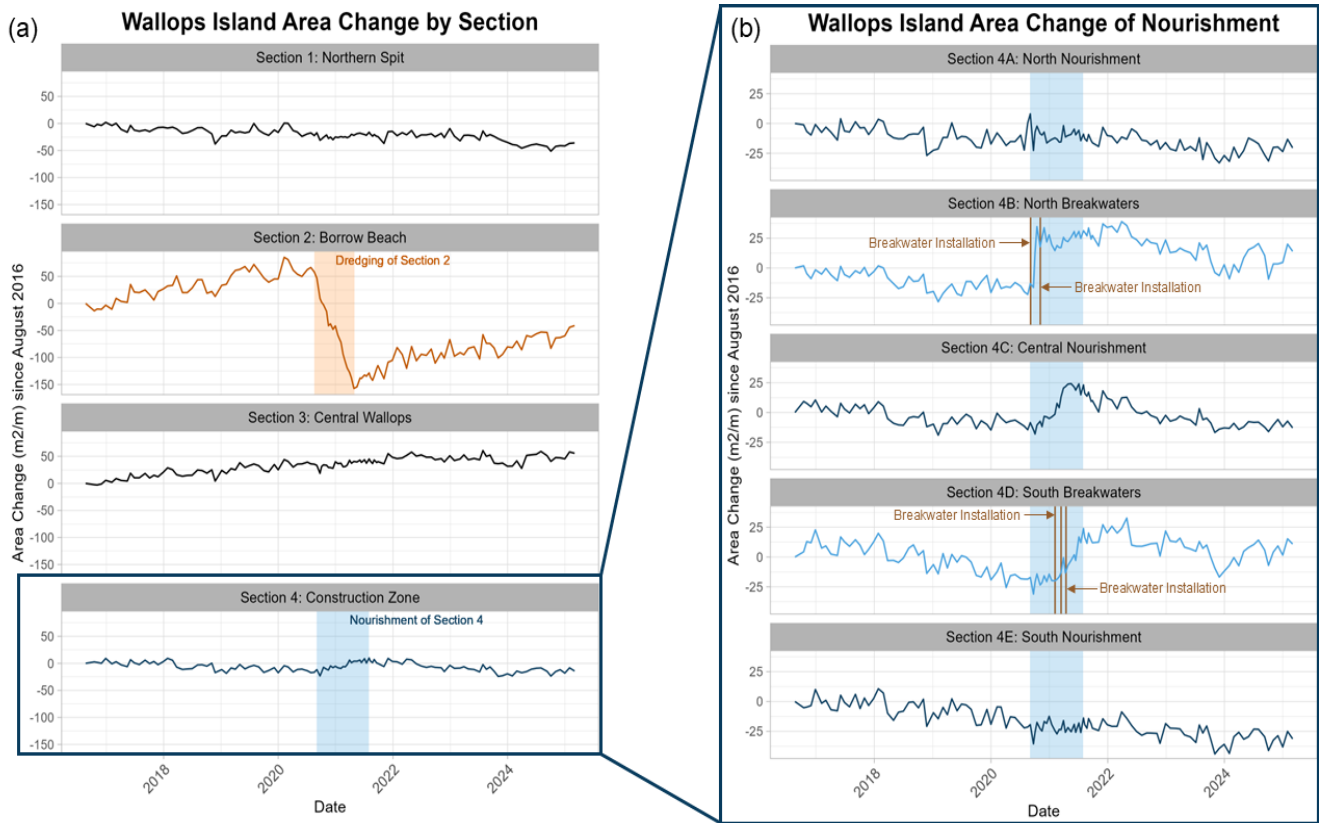 (a)
Wallops Island Area Change by Section
Area Change (m2/m) since August 2016
Section 1: Northern Spit
50
0
-50
-100
-150
Section 2: Borrow Beach
Dredging of Section 2
50
0
-50
-100
-150
Section 3: Central Wallops
50
0
-50
-100
-150
Section 4: Construction Zone
Nourishment of Section 4
50
0
-50
-100
-150
2018
2020
2022
2024
Date
(b)
Wallops Island Area Change of Nourishment
Area Change (m2/m) since August 2016
Section 4A: North Nourishment
25
0
-25
Section 4B: North Breakwaters
Breakwater Installation
Breakwater Installation
25
0
-25
Section 4C: Central Nourishment
25
0
-25
Section 4D: South Breakwaters
Breakwater Installation
Breakwater Installation
25
0
-25
Section 4E: South Nourishment
25
0
-25
2018
2020
2022
2024
Date